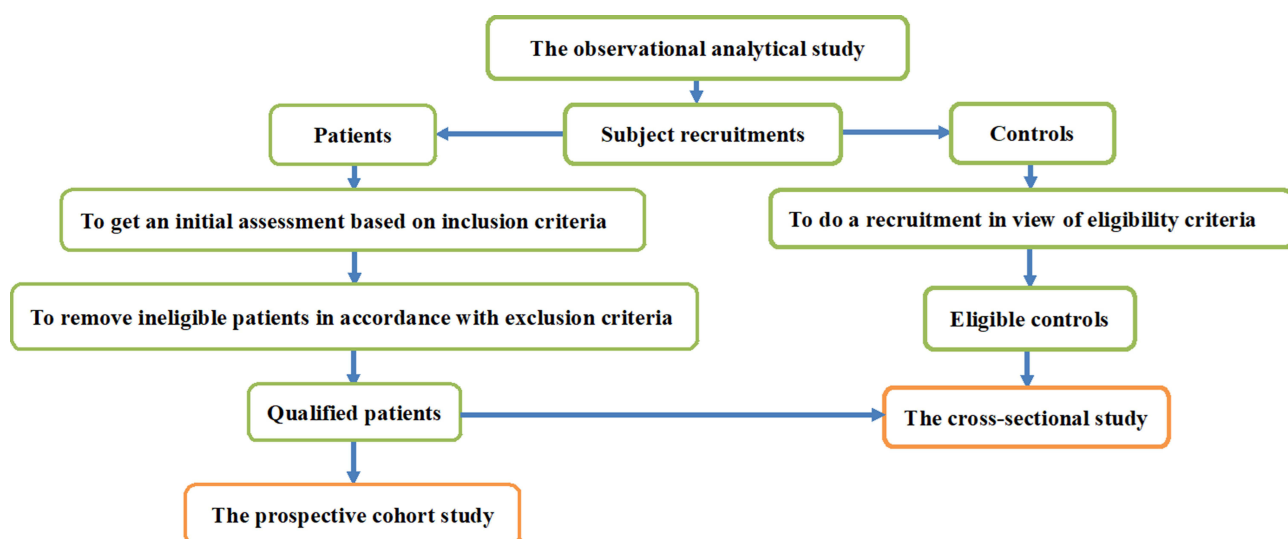 The observational analytical study
Patients
Subject recruitments
Controls
To get an initial assessment based on inclusion criteria
To do a recruitment in view of eligibility criteria
To remove ineligible patients in accordance with exclusion criteria
Eligible controls
Qualified patients
The cross-sectional study
The prospective cohort study